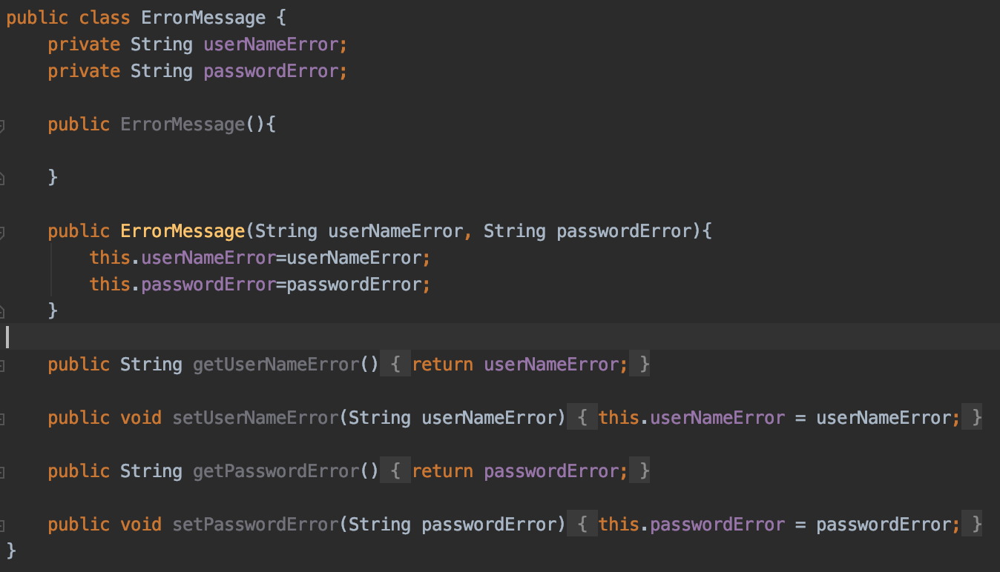 public class ErrorMessage {
    private String userNameError;
    private String passwordError;

    public ErrorMessage(){

    }

    public ErrorMessage(String userNameError, String passwordError){
        this.userNameError=userNameError;
        this.passwordError=passwordError;
    }

    public String getUserNameError() { return userNameError; }

    public void setUserNameError(String userNameError) { this.userNameError = userNameError; }

    public String getPasswordError() { return passwordError; }

    public void setPasswordError(String passwordError) { this.passwordError = passwordError; }
}